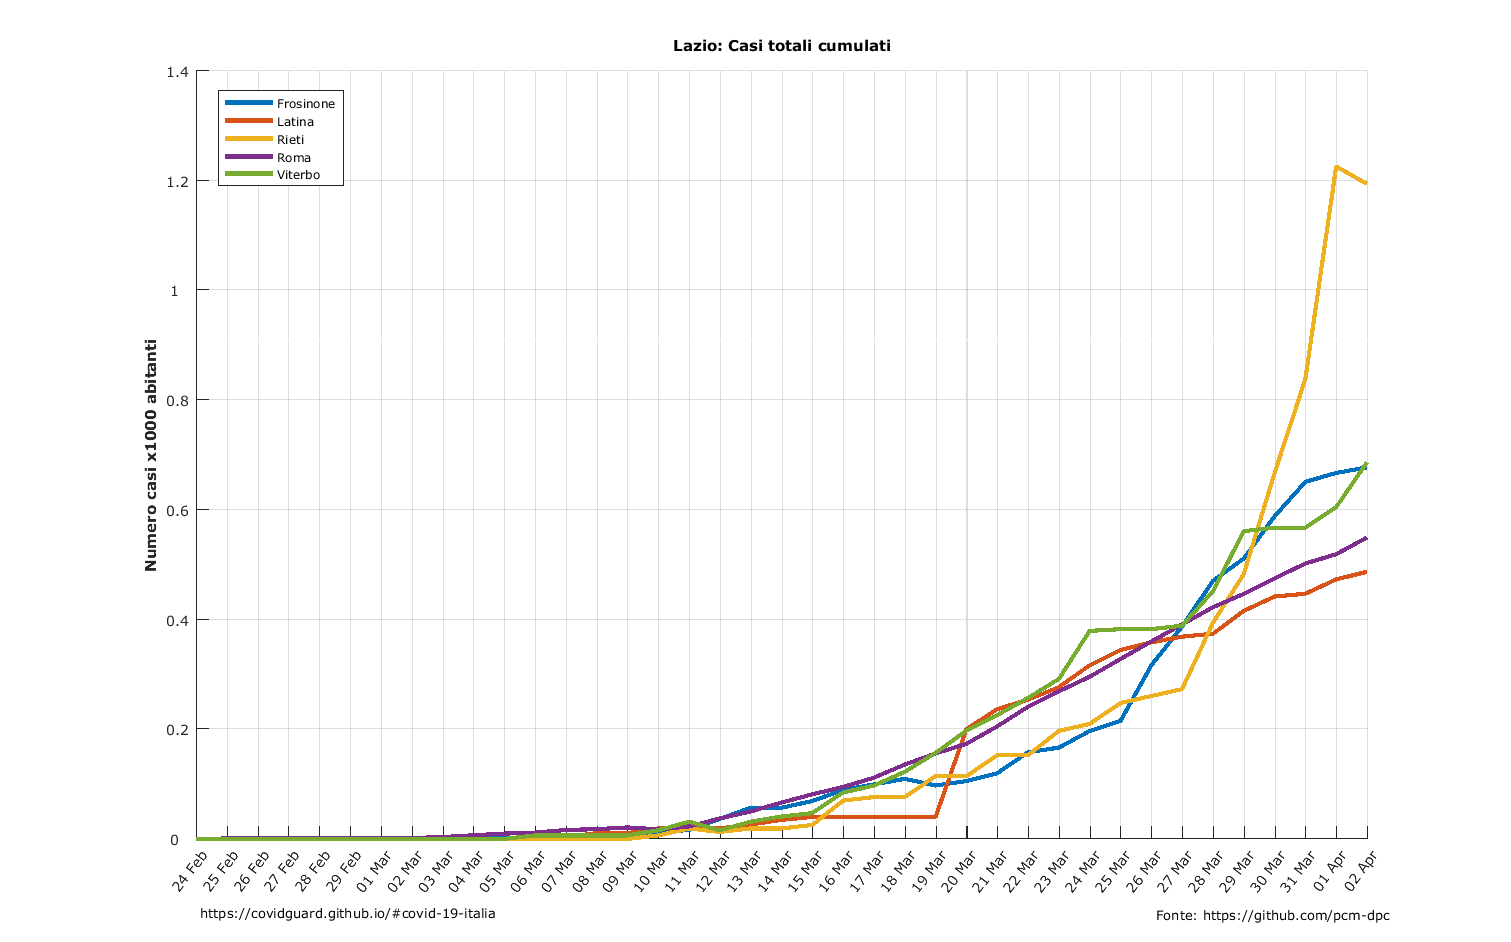 Lazio: Casi totali cumulati
Numero casi x1000 abitanti
1.4
1.2
1
0.8
0.6
0.4
0.2
0
Frosinone
Latina
Rieti
Roma
Viterbo
24 Feb
25 Feb
26 Feb
27 Feb
28 Feb
29 Feb
01 Mar
02 Mar
03 Mar
04 Mar
05 Mar
06 Mar
07 Mar
08 Mar
09 Mar
10 Mar
11 Mar
12 Mar
13 Mar
14 Mar
15 Mar
16 Mar
17 Mar
18 Mar
19 Mar
20 Mar
21 Mar
22 Mar
23 Mar
24 Mar
25 Mar
26 Mar
27 Mar
28 Mar
29 Mar
30 Mar
31 Mar
01 Apr
02 Apr
https://covidguard.github.io/#covid-19-italia
Fonte: https://github.com/pcm-dpc